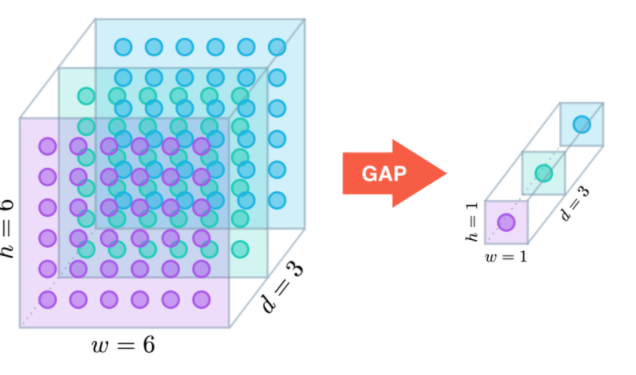 h = 6
w = 6
d = 3
GAP
h = 1
w = 1
d = 3